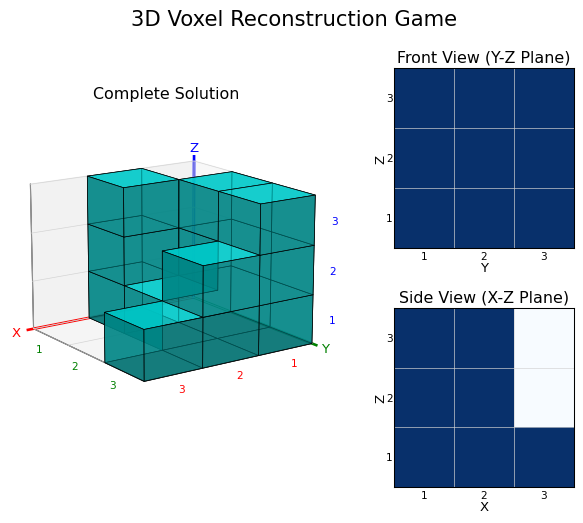 3D Voxel Reconstruction Game
Complete Solution
Z
3
2
1
X
1
2
3
3
2
1
Y
Front View (Y-Z Plane)
3
Z
2
1
1 2 3
Y
Side View (X-Z Plane)
3
Z
2
1
1 2 3
X